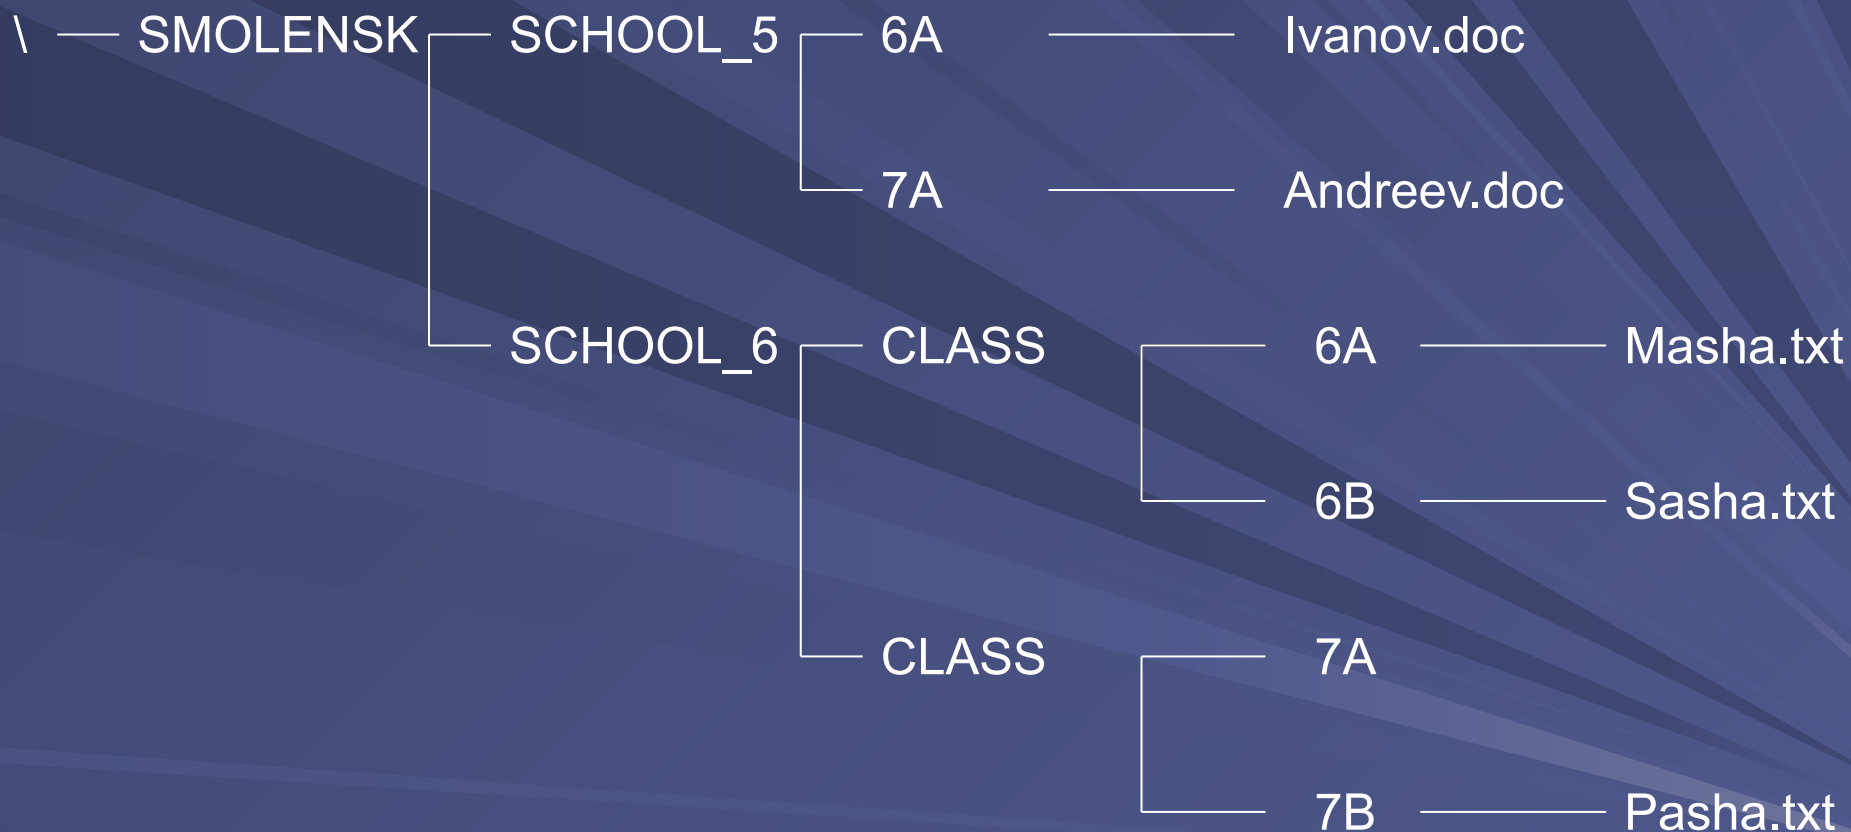 \ SMOLENSK SCHOOL_5 6A Ivanov.doc
7A Andreev.doc
SCHOOL_6 CLASS 6A Masha.txt
6B Sasha.txt
CLASS 7A
7B Pasha.txt